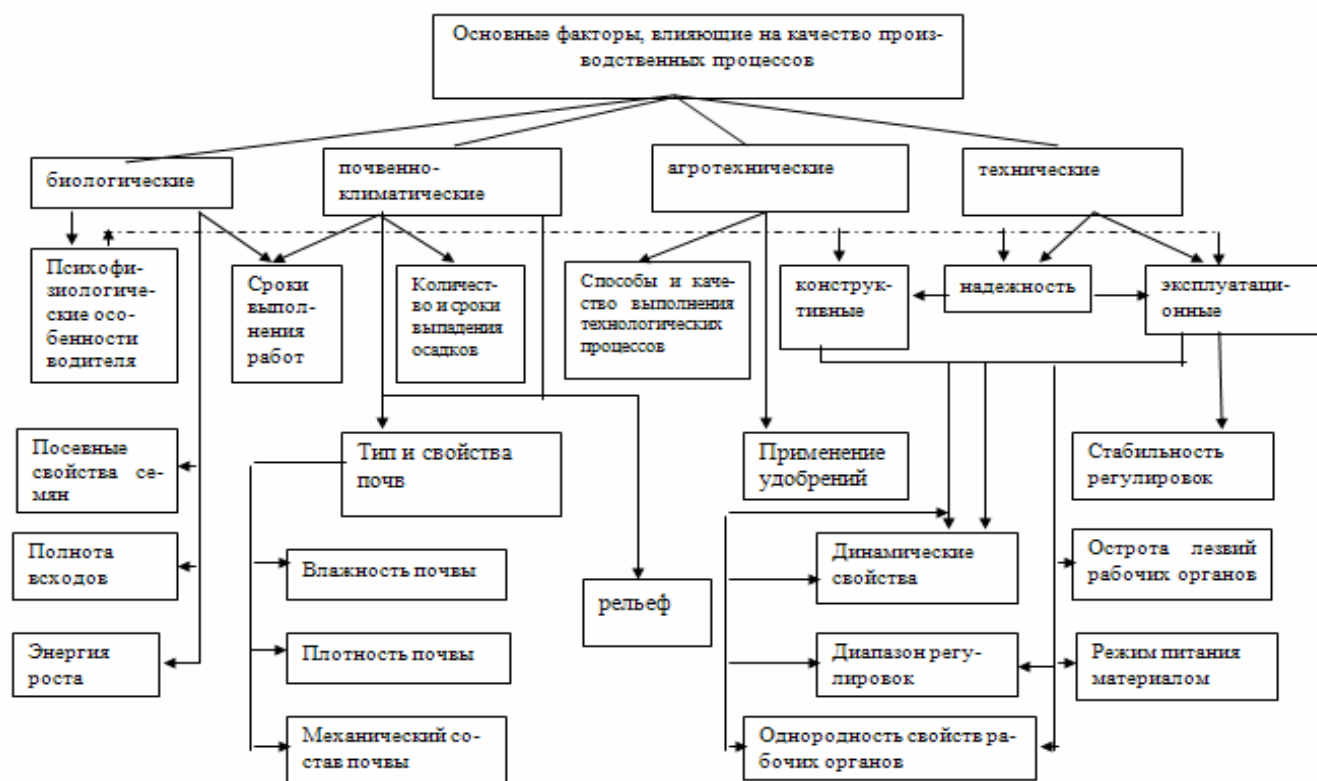 Основные факторы, влияющие на качество произ-
водственных процессов
биологические
почвенно-
климатические
агротехнические
технические
Психофи-
зиологиче-
ские осо-
бенности
водителя
Сроки
выпол-
нения
работ
Количест-
во и сроки
выпадения
осадков
Способы и каче-
ство выполнения
технологических
процессов
конструк-
тивные
надежность
эксплуатаци-
онные
Посевные
свойства се-
мян
Тип и свойства
почв
Применение
удобрений
Стабильность
регулировок
Полнота
всходов
Влажность почвы
рельеф
Динамические
свойства
Острота лезвий
рабочих органов
Энергия
роста
Плотность почвы
Диапазон регу-
лировок
Режим питания
материалом
Механический со-
став почвы
Однородность свойств ра-
бочих органов